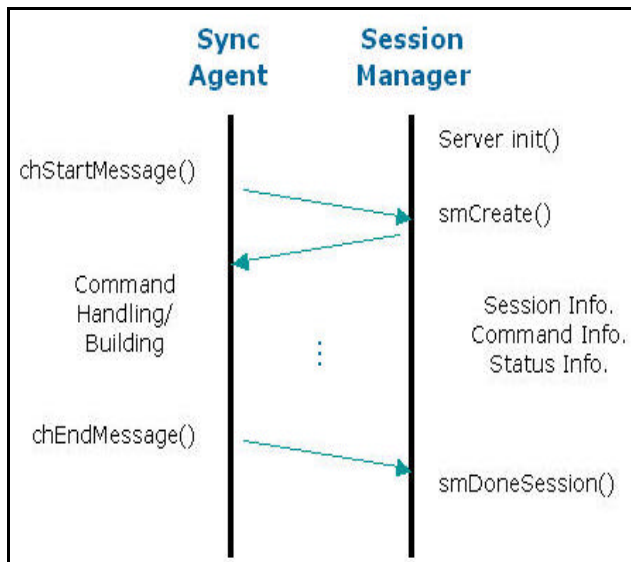 Sync
Agent
Session
Manager
Server init()
chStartMessage()
smCreate()
Command
Handling/
Building
Session Info.
Command Info.
Status Info.
chEndMessage()
smDoneSession()